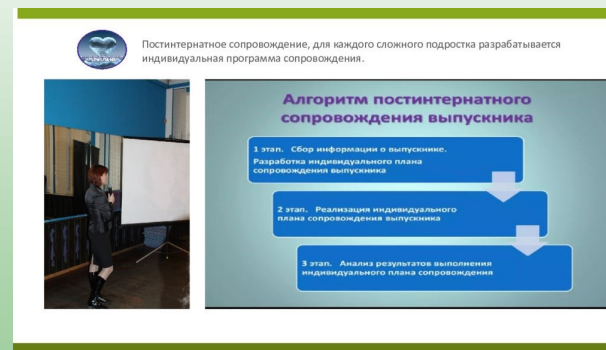 Постинтернатное сопровождение, для каждого сложного подростка разрабатывается
индивидуальная программа сопровождения.
Алгоритм постинтернатного
сопровождения выпускника
1 этап. Сбор информации о выпускнике.
Разработка индивидуального плана
сопровождения выпускника
2 этап. Реализация индивидуального
плана сопровождения выпускника
3 этап. Анализ результатов выполнения
индивидуального плана сопровождения